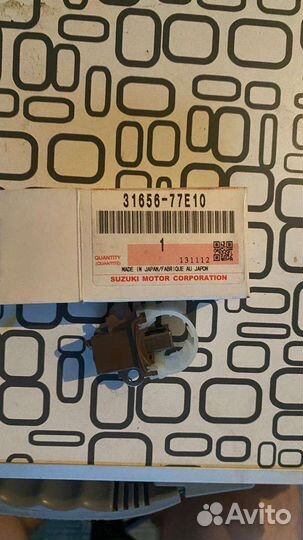 31656-77E10
1
QUANTITY
(QUANTITE)
131112
MADE IN JAPAN/FABRIQUE AU JAPON
SUZUKI MOTOR CORPORATION
Avito